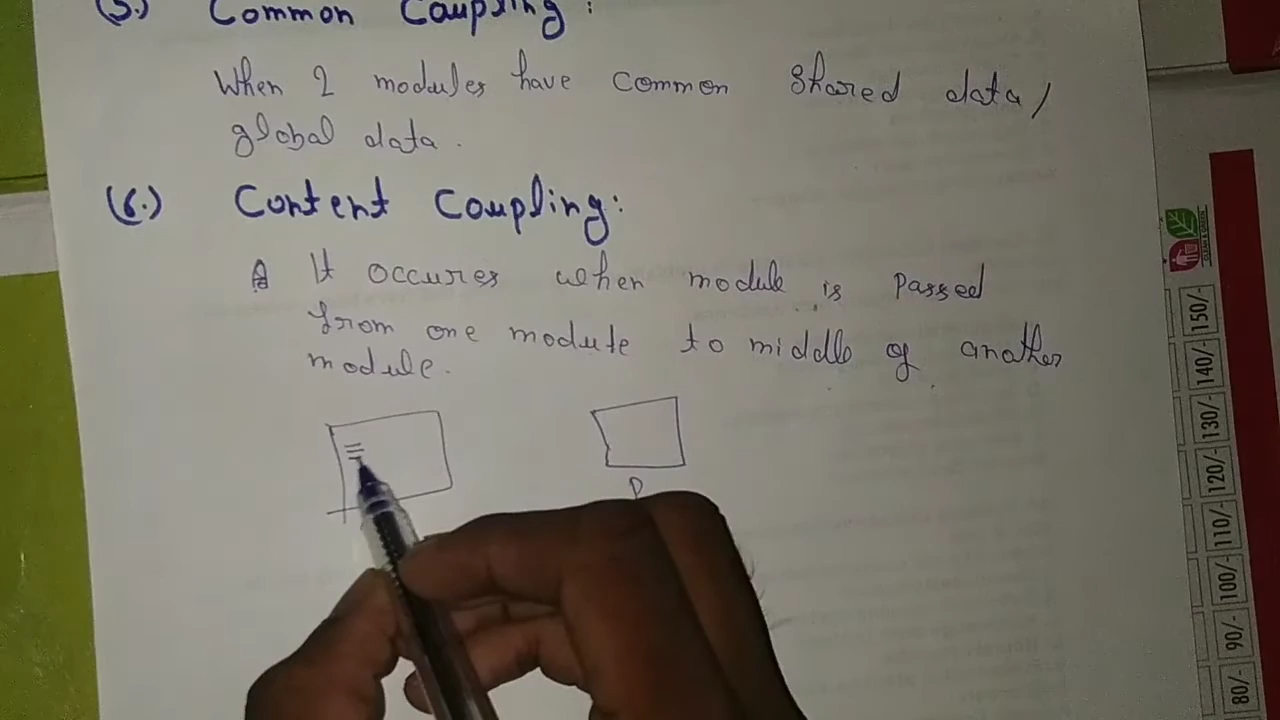 (5.) Common Coupling:
When 2 modules have common shared data/
global data.
(6.) Content Coupling:
It occures when module is passed
from one module to middle of another
module.
P
150/-
140/-
130/-
120/-
110/-
100/-
90/-
80/-